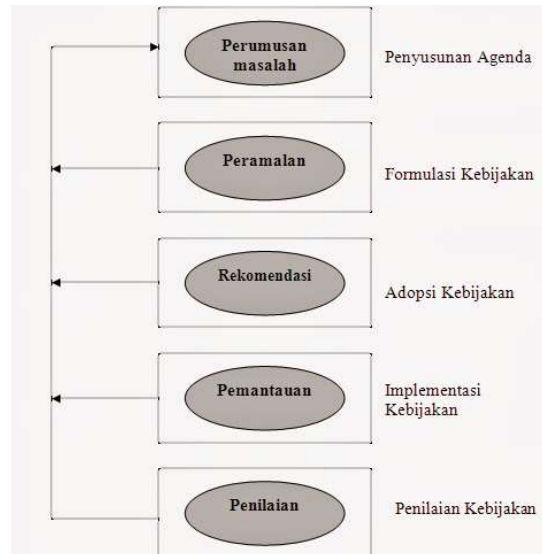 Perumusan
masalah
Penyusunan Agenda
Peramalan
Formulasi Kebijakan
Rekomendasi
Adopsi Kebijakan
Pemantauan
Implementasi
Kebijakan
Penilaian
Penilaian Kebijakan